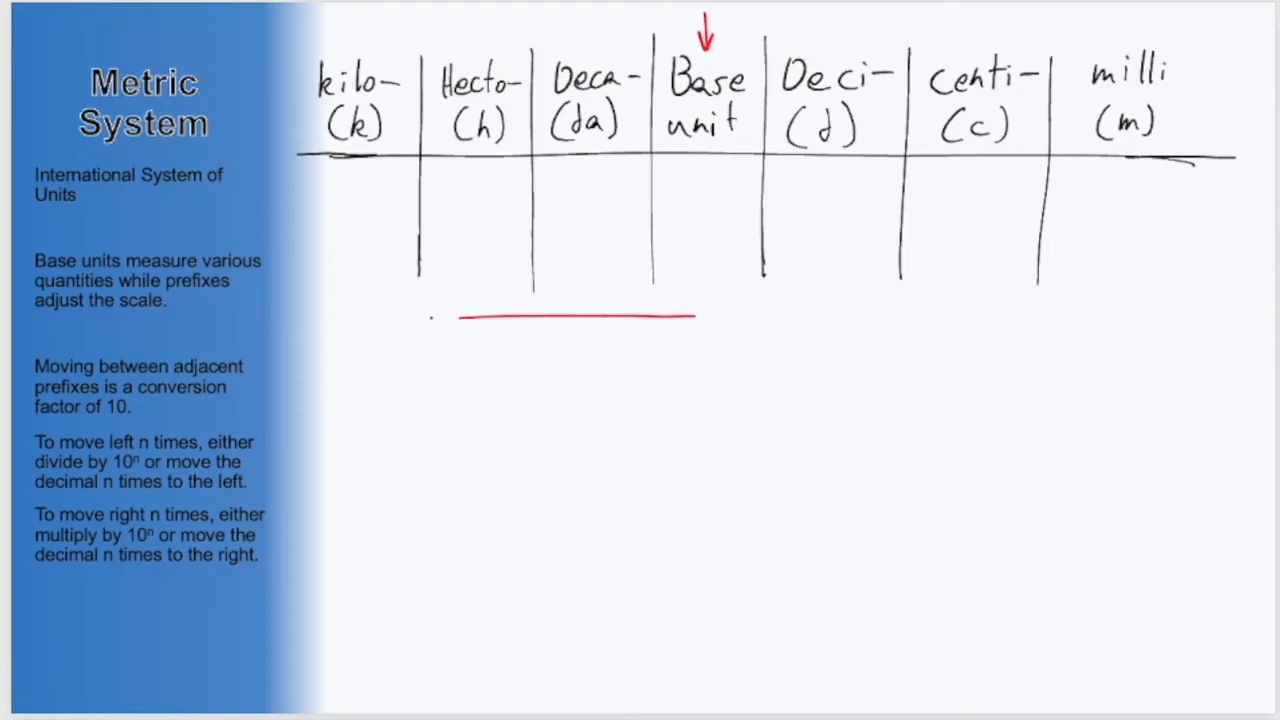 Metric
System
International System of
Units
Base units measure various
quantities while prefixes
adjust the scale.
Moving between adjacent
prefixes is a conversion
factor of 10.
To move left n times, either
divide by 10ⁿ or move the
decimal n times to the left.
To move right n times, either
multiply by 10ⁿ or move the
decimal n times to the right.
kilo- Hecto- Deca- Base Deci- centi- milli
(k) (h) (da) unit (d) (c) (m)